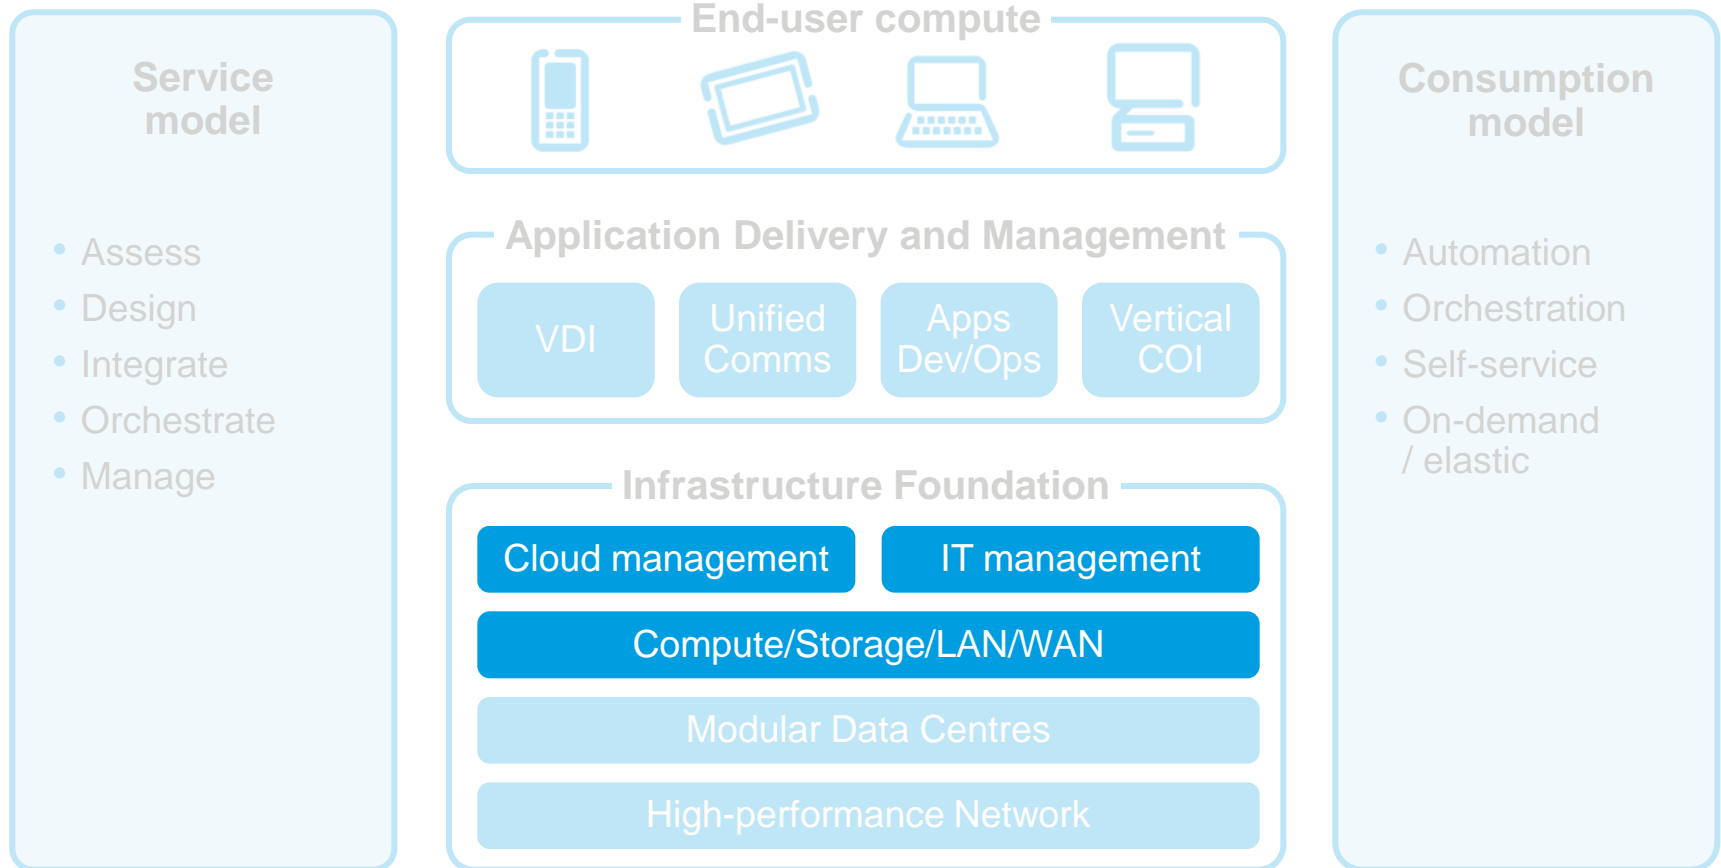 Service
model
• Assess
• Design
• Integrate
• Orchestrate
• Manage
End-user compute
Application Delivery and Management
VDI
Unified
Comms
Apps
Dev/Ops
Vertical
COI
Infrastructure Foundation
Cloud management
IT management
Compute/Storage/LAN/WAN
Modular Data Centres
High-performance Network
Consumption
model
• Automation
• Orchestration
• Self-service
• On-demand
/ elastic